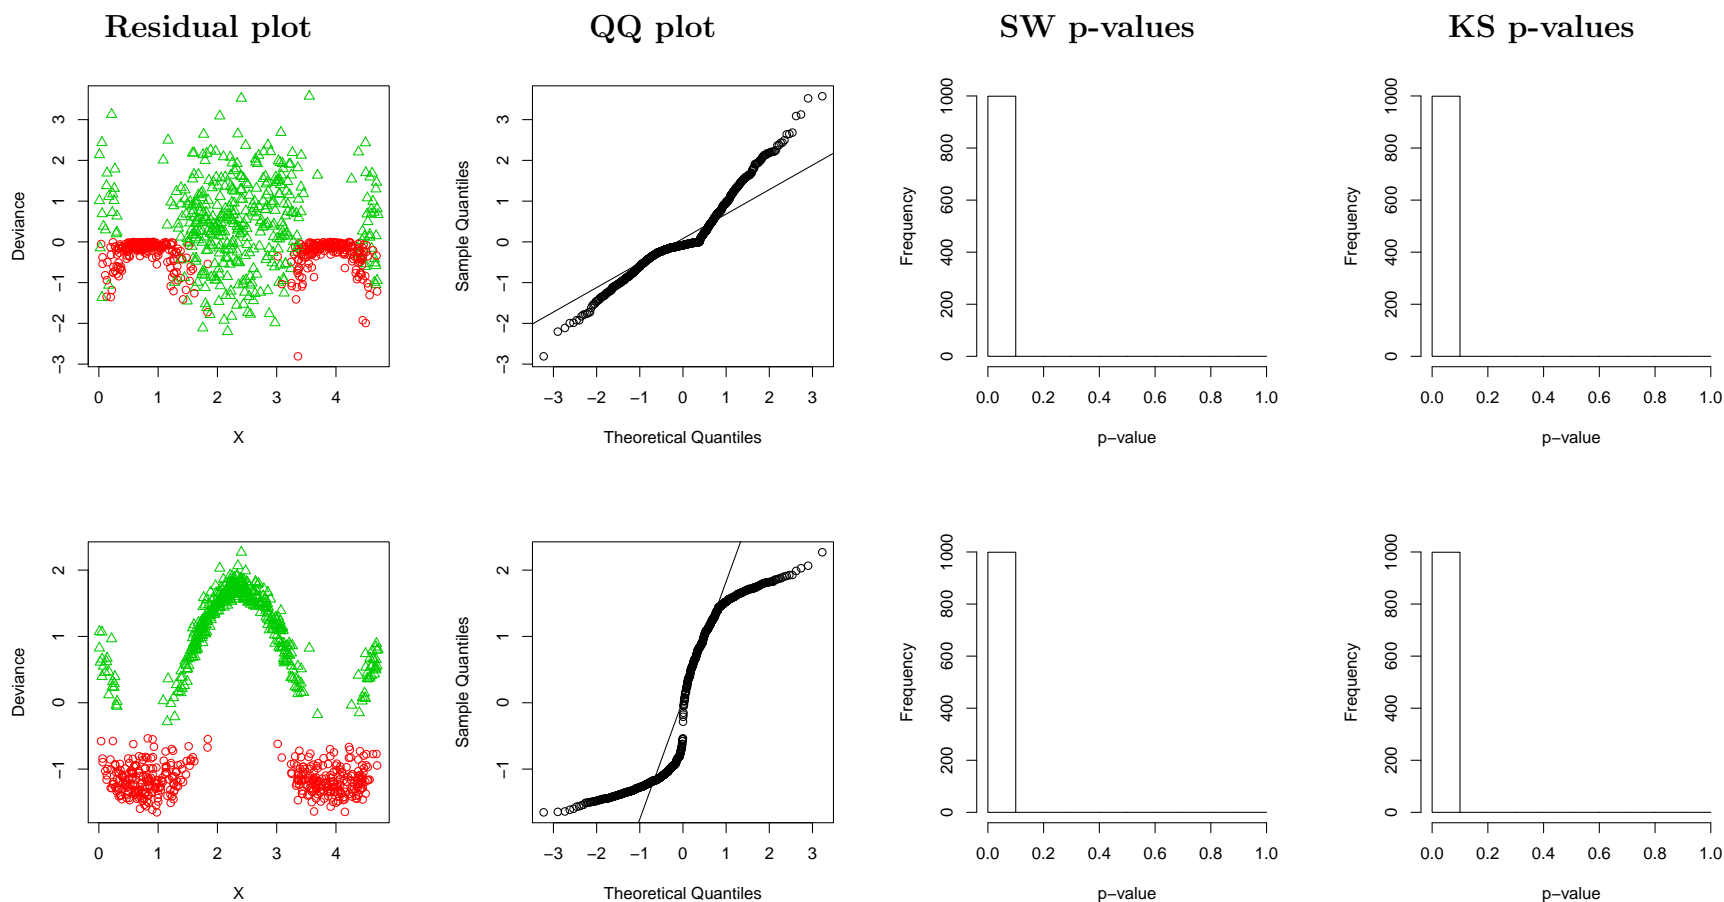 Residual plot QQ plot SW p-values KS p-values
Deviance
3
2
1
0
−1
−2
−3
0 1 2 3 4
X
Sample Quantiles
3
2
1
0
−1
−2
−3
−3 −2 −1 0 1 2 3
Theoretical Quantiles
Frequency
1000
800
600
400
200
0
0.0 0.2 0.4 0.6 0.8 1.0
p−value
Frequency
1000
800
600
400
200
0
0.0 0.2 0.4 0.6 0.8 1.0
p−value
Deviance
2
1
0
−1
0 1 2 3 4
X
Sample Quantiles
2
1
0
−1
−3 −2 −1 0 1 2 3
Theoretical Quantiles
Frequency
1000
800
600
400
200
0
0.0 0.2 0.4 0.6 0.8 1.0
p−value
Frequency
1000
800
600
400
200
0
0.0 0.2 0.4 0.6 0.8 1.0
p−value